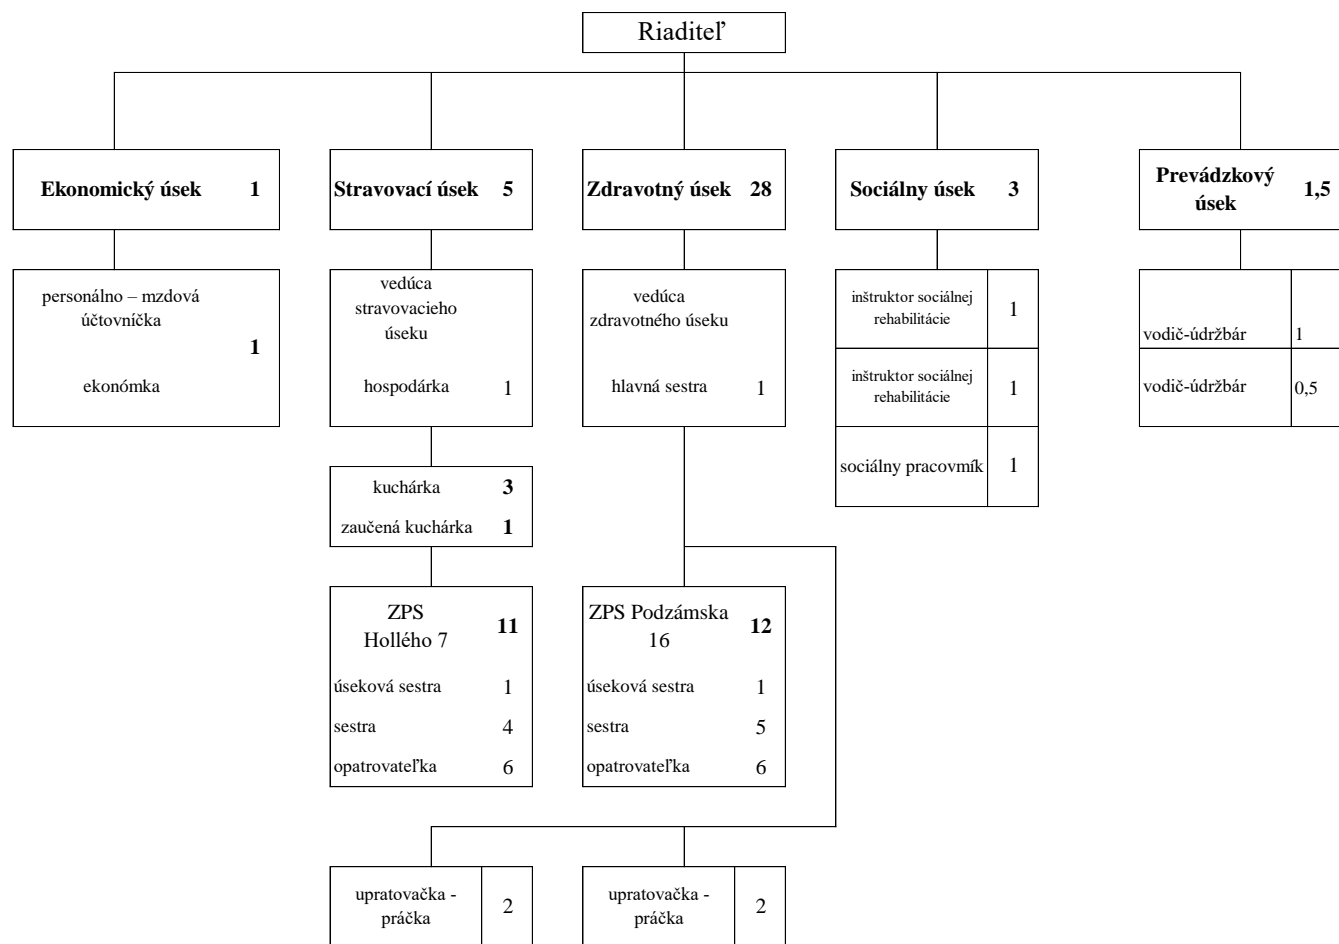 Riaditeľ
Ekonomický úsek 1
Stravovací úsek 5
Zdravotný úsek 28
Sociálny úsek 3
Prevádzkový
úsek 1,5
personálno – mzdová
účtovníčka
1
ekonómka
vedúca
stravovacieho
úseku
hospodárka 1
kuchárka 3
zaučená kuchárka 1
ZPS
Hollého 7 11
úseková sestra 1
sestra 4
opatrovateľka 6
upratovačka -
práčka 2
vedúca
zdravotného úseku
hlavná sestra 1
ZPS Podzámska
16 12
úseková sestra 1
sestra 5
opatrovateľka 6
upratovačka -
práčka 2
inštruktor sociálnej
rehabilitácie 1
inštruktor sociálnej
rehabilitácie 1
sociálny pracovmík 1
vodič-údržbár 1
vodič-údržbár 0,5